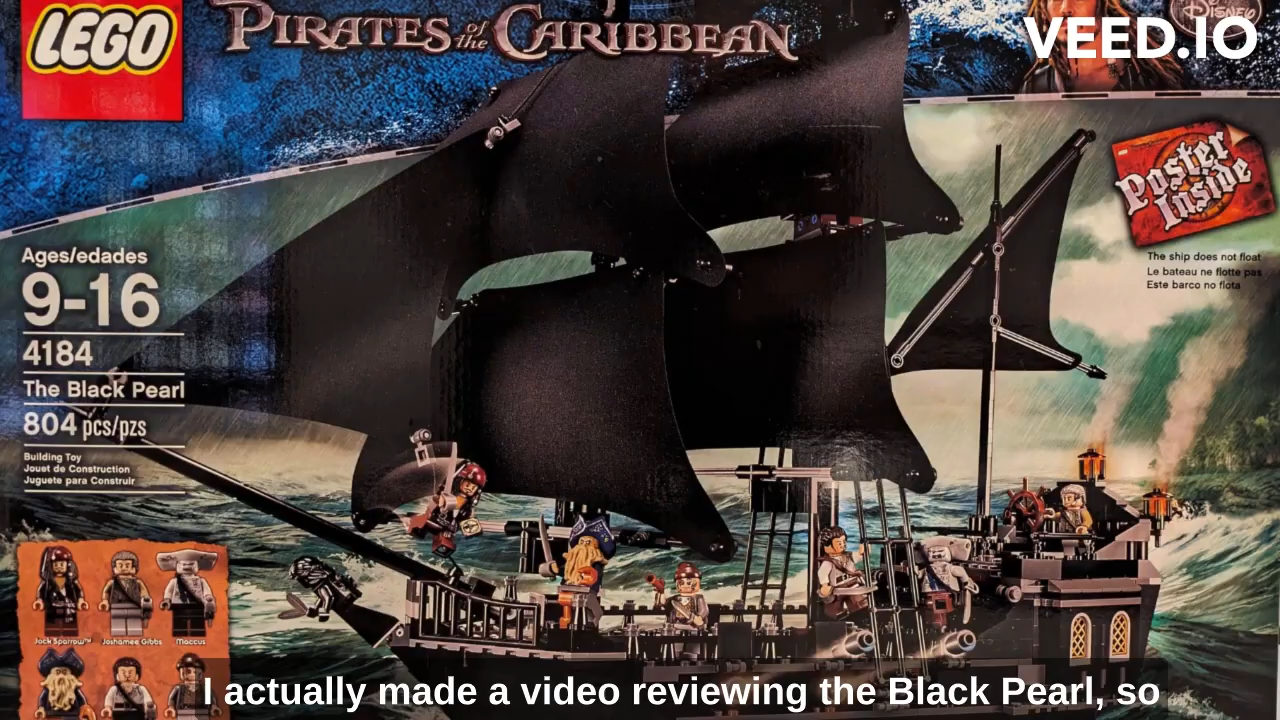 LEGO
PIRATES of the CARIBBEAN
DISNEY
VEED.IO
Poster
Inside
The ship does not float
Le bateau ne flotte pas
Este barco no flota
Ages/edades
9-16
4184
The Black Pearl
804 pcs/pzs
Building Toy
Jouet de Construction
Juguete para Construir
Jack Sparrow™ Joshamee Gibbs Maccus
I actually made a video reviewing the Black Pearl, so